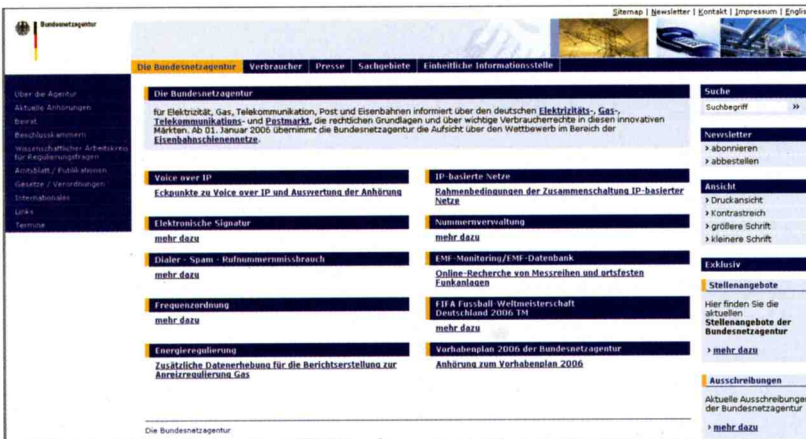 Sitemap | Newsletter | Kontakt | Impressum | Englis
Bundesnetzagentur
Die Bundesnetzagentur Verbraucher Presse Sachgebiete Einheitliche Informationsstelle
Über die Agentur
Aktuelle Anhörungen
Beirat
Beschlusskammern
Wissenschaftlicher Arbeitskreis
für Regulierungsfragen
Amtsblatt / Publikationen
Gesetze / Verordnungen
Internationales
Links
Termine
Die Bundesnetzagentur
für Elektrizität, Gas, Telekommunikation, Post und Eisenbahnen informiert über den deutschen Elektrizitäts-, Gas-,
Telekommunikations- und Postmarkt, die rechtlichen Grundlagen und über wichtige Verbraucherrechte in diesen innovativen
Märkten. Ab 01. Januar 2006 übernimmt die Bundesnetzagentur die Aufsicht über den Wettbewerb im Bereich der
Eisenbahnschienennetze.
Voice over IP
Eckpunkte zu Voice over IP und Auswertung der Anhörung
Elektronische Signatur
mehr dazu
Dialer - Spam - Rufnummernmissbrauch
mehr dazu
Frequenzordnung
mehr dazu
Energieregulierung
Zusätzliche Datenerhebung für die Berichtserstellung zur
Anreizregulierung Gas
IP-basierte Netze
Rahmenbedingungen der Zusammenschaltung IP-basierter
Netze
Nummernverwaltung
mehr dazu
EMF-Monitoring/EMF-Datenbank
Online-Recherche von Messreihen und ortsfesten
Funkanlagen
FIFA Fussball-Weltmeisterschaft
Deutschland 2006 TM
mehr dazu
Vorhabenplan 2006 der Bundesnetzagentur
Anhörung zum Vorhabenplan 2006
Suche
Suchbegriff »
Newsletter
› abonnieren
› abbestellen
Ansicht
› Druckansicht
› Kontrastreich
› größere Schrift
› kleinere Schrift
Exklusiv
Stellenangebote
Hier finden Sie die
aktuellen
Stellenangebote der
Bundesnetzagentur
› mehr dazu
Ausschreibungen
Aktuelle Ausschreibungen
der Bundesnetzagentur
› mehr dazu
Die Bundesnetzagentur